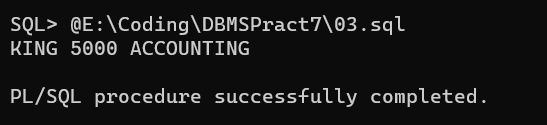 SQL> @E:\Coding\DBMSPract7\03.sql
KING 5000 ACCOUNTING
PL/SQL procedure successfully completed.